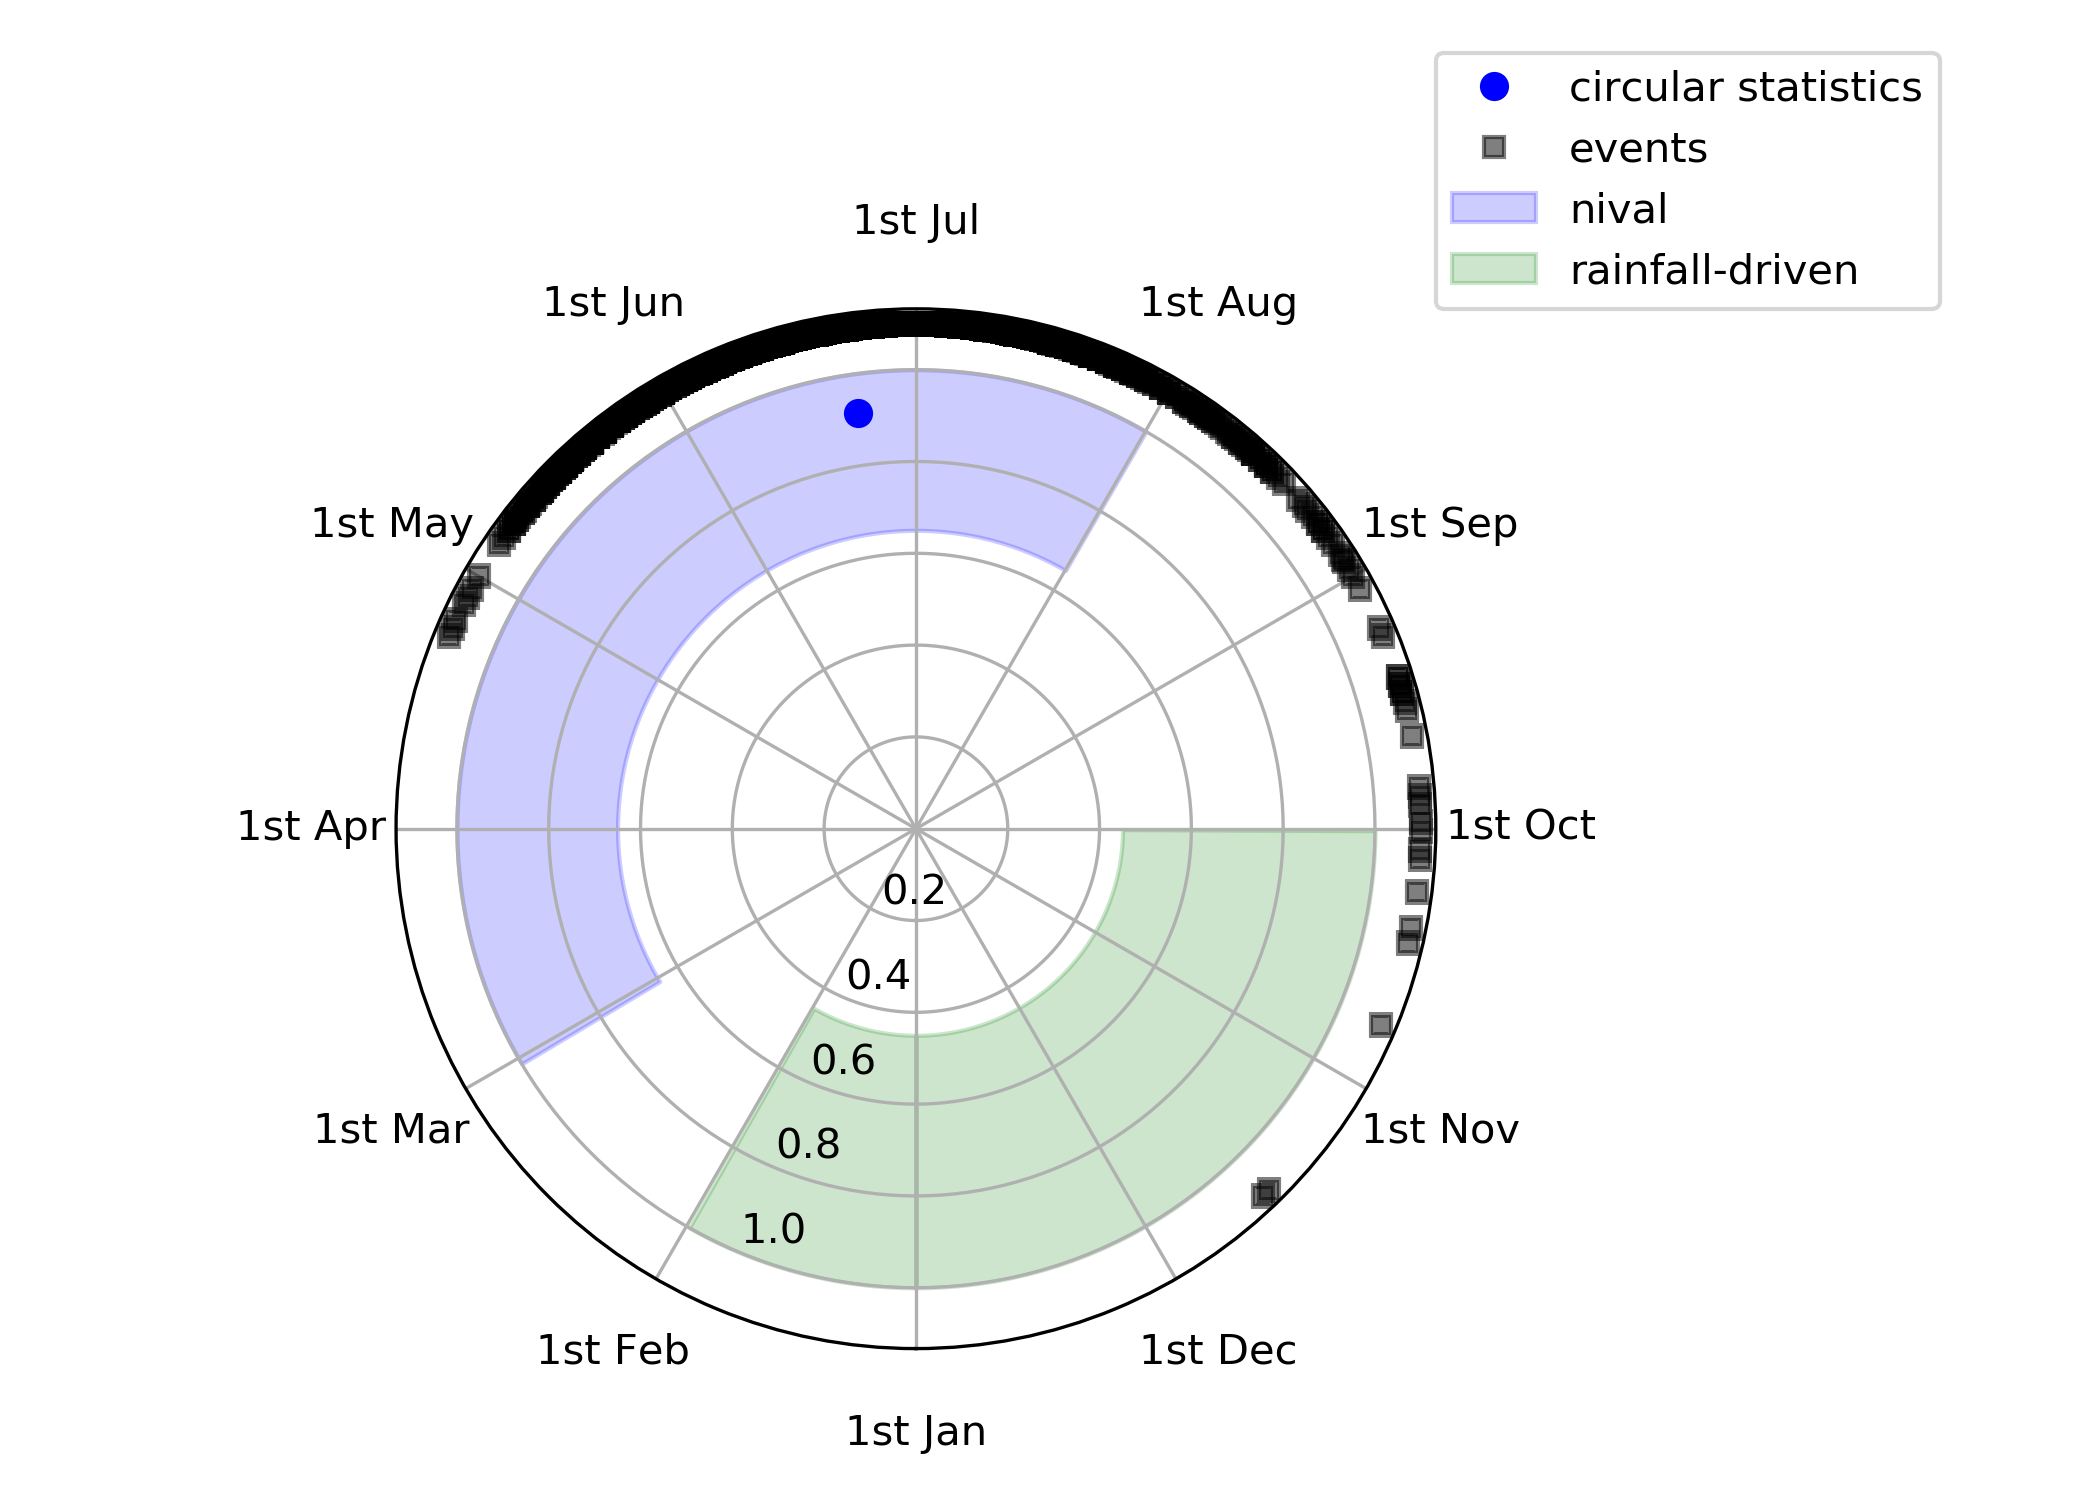 circular statistics
events
nival
rainfall-driven
1st Jul
1st Jun
1st Aug
1st May
1st Sep
1st Apr
1st Oct
0.2
0.4
0.6
1st Mar
1st Nov
0.8
1.0
1st Feb
1st Dec
1st Jan